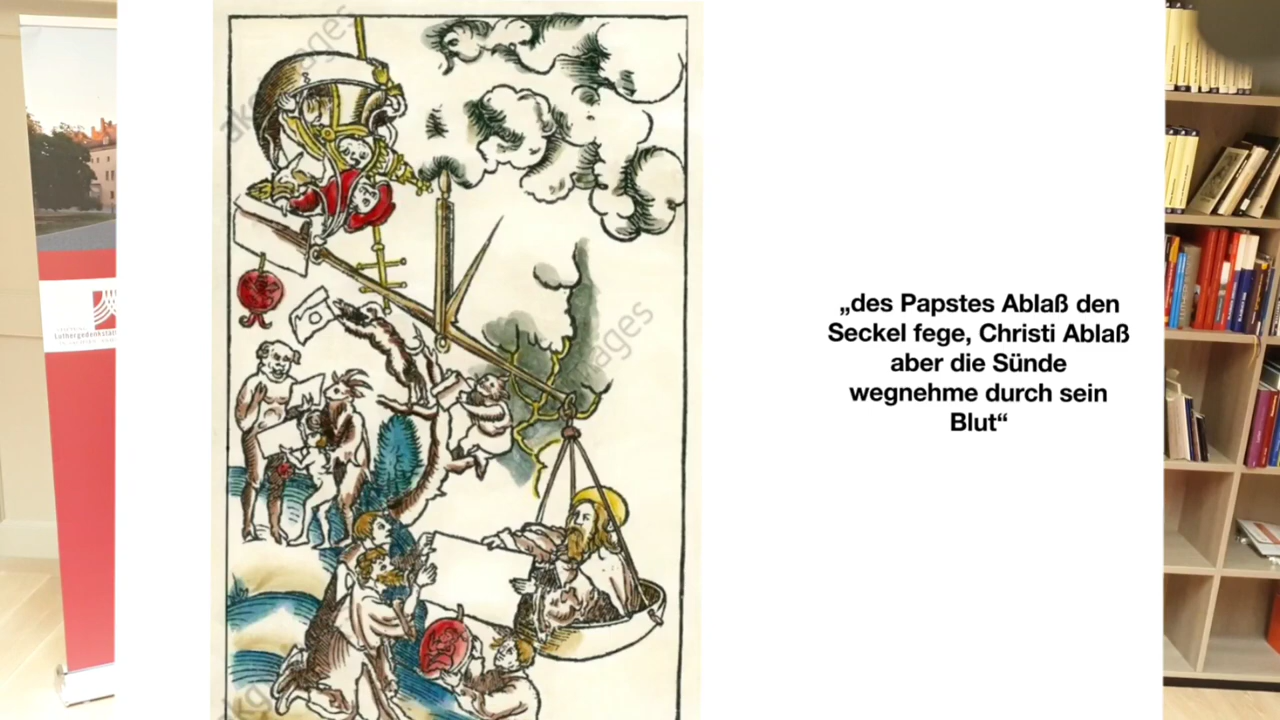 „des Papstes Ablaß den
Seckel fege, Christi Ablaß
aber die Sünde
wegnehme durch sein
Blut“